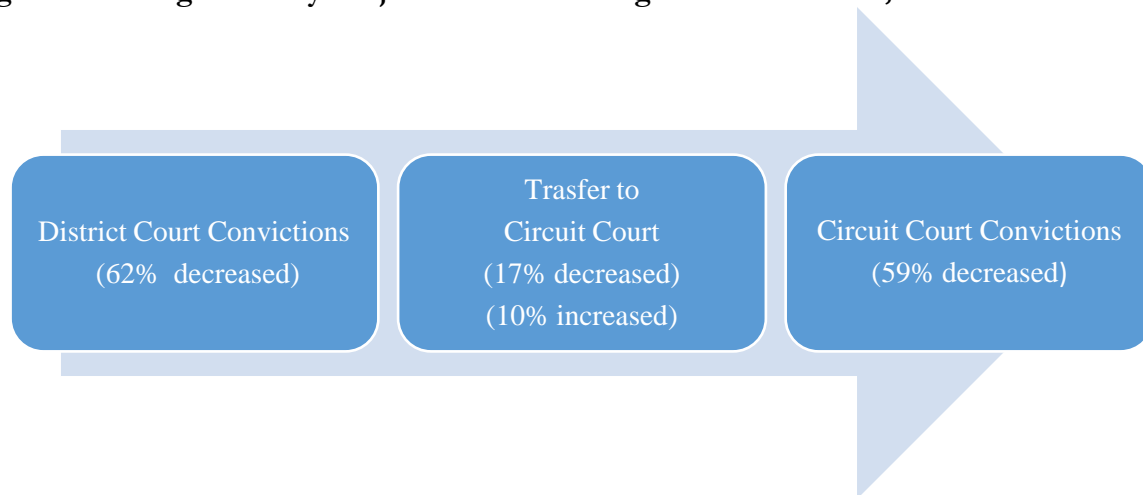 District Court Convictions
(62% decreased)
Trasfer to
Circuit Court
(17% decreased)
(10% increased)
Circuit Court Convictions
(59% decreased)